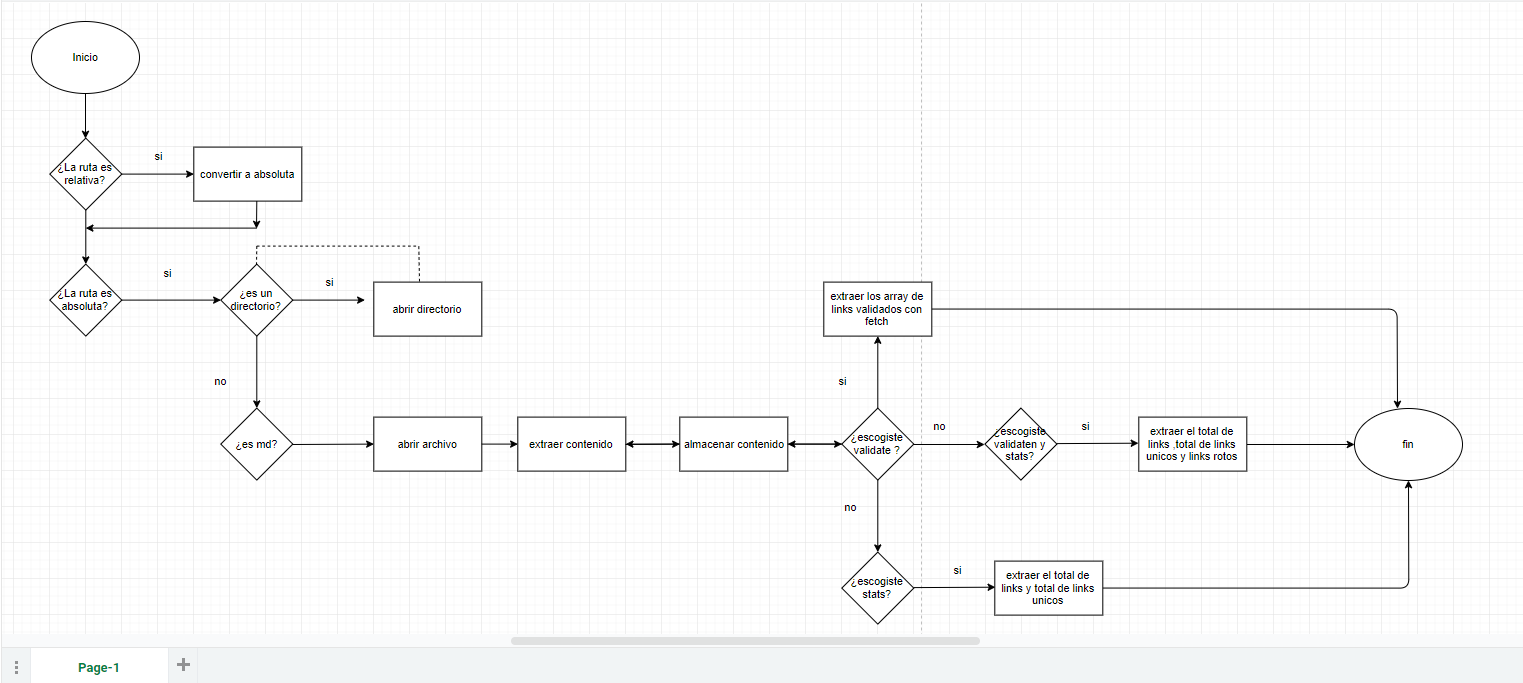 Inicio
¿La ruta es
relativa?
si
convertir a absoluta
¿La ruta es
absoluta?
si
¿es un
directorio?
si
abrir directorio
no
¿es md?
abrir archivo
extraer contenido
almacenar contenido
¿escogiste
validate ?
si
extraer los array de
links validados con
fetch
no
¿escogiste
validaten y
stats?
si
extraer el total de
links ,total de links
unicos y links rotos
fin
no
¿escogiste
stats?
si
extraer el total de
links y total de links
unicos
Page-1